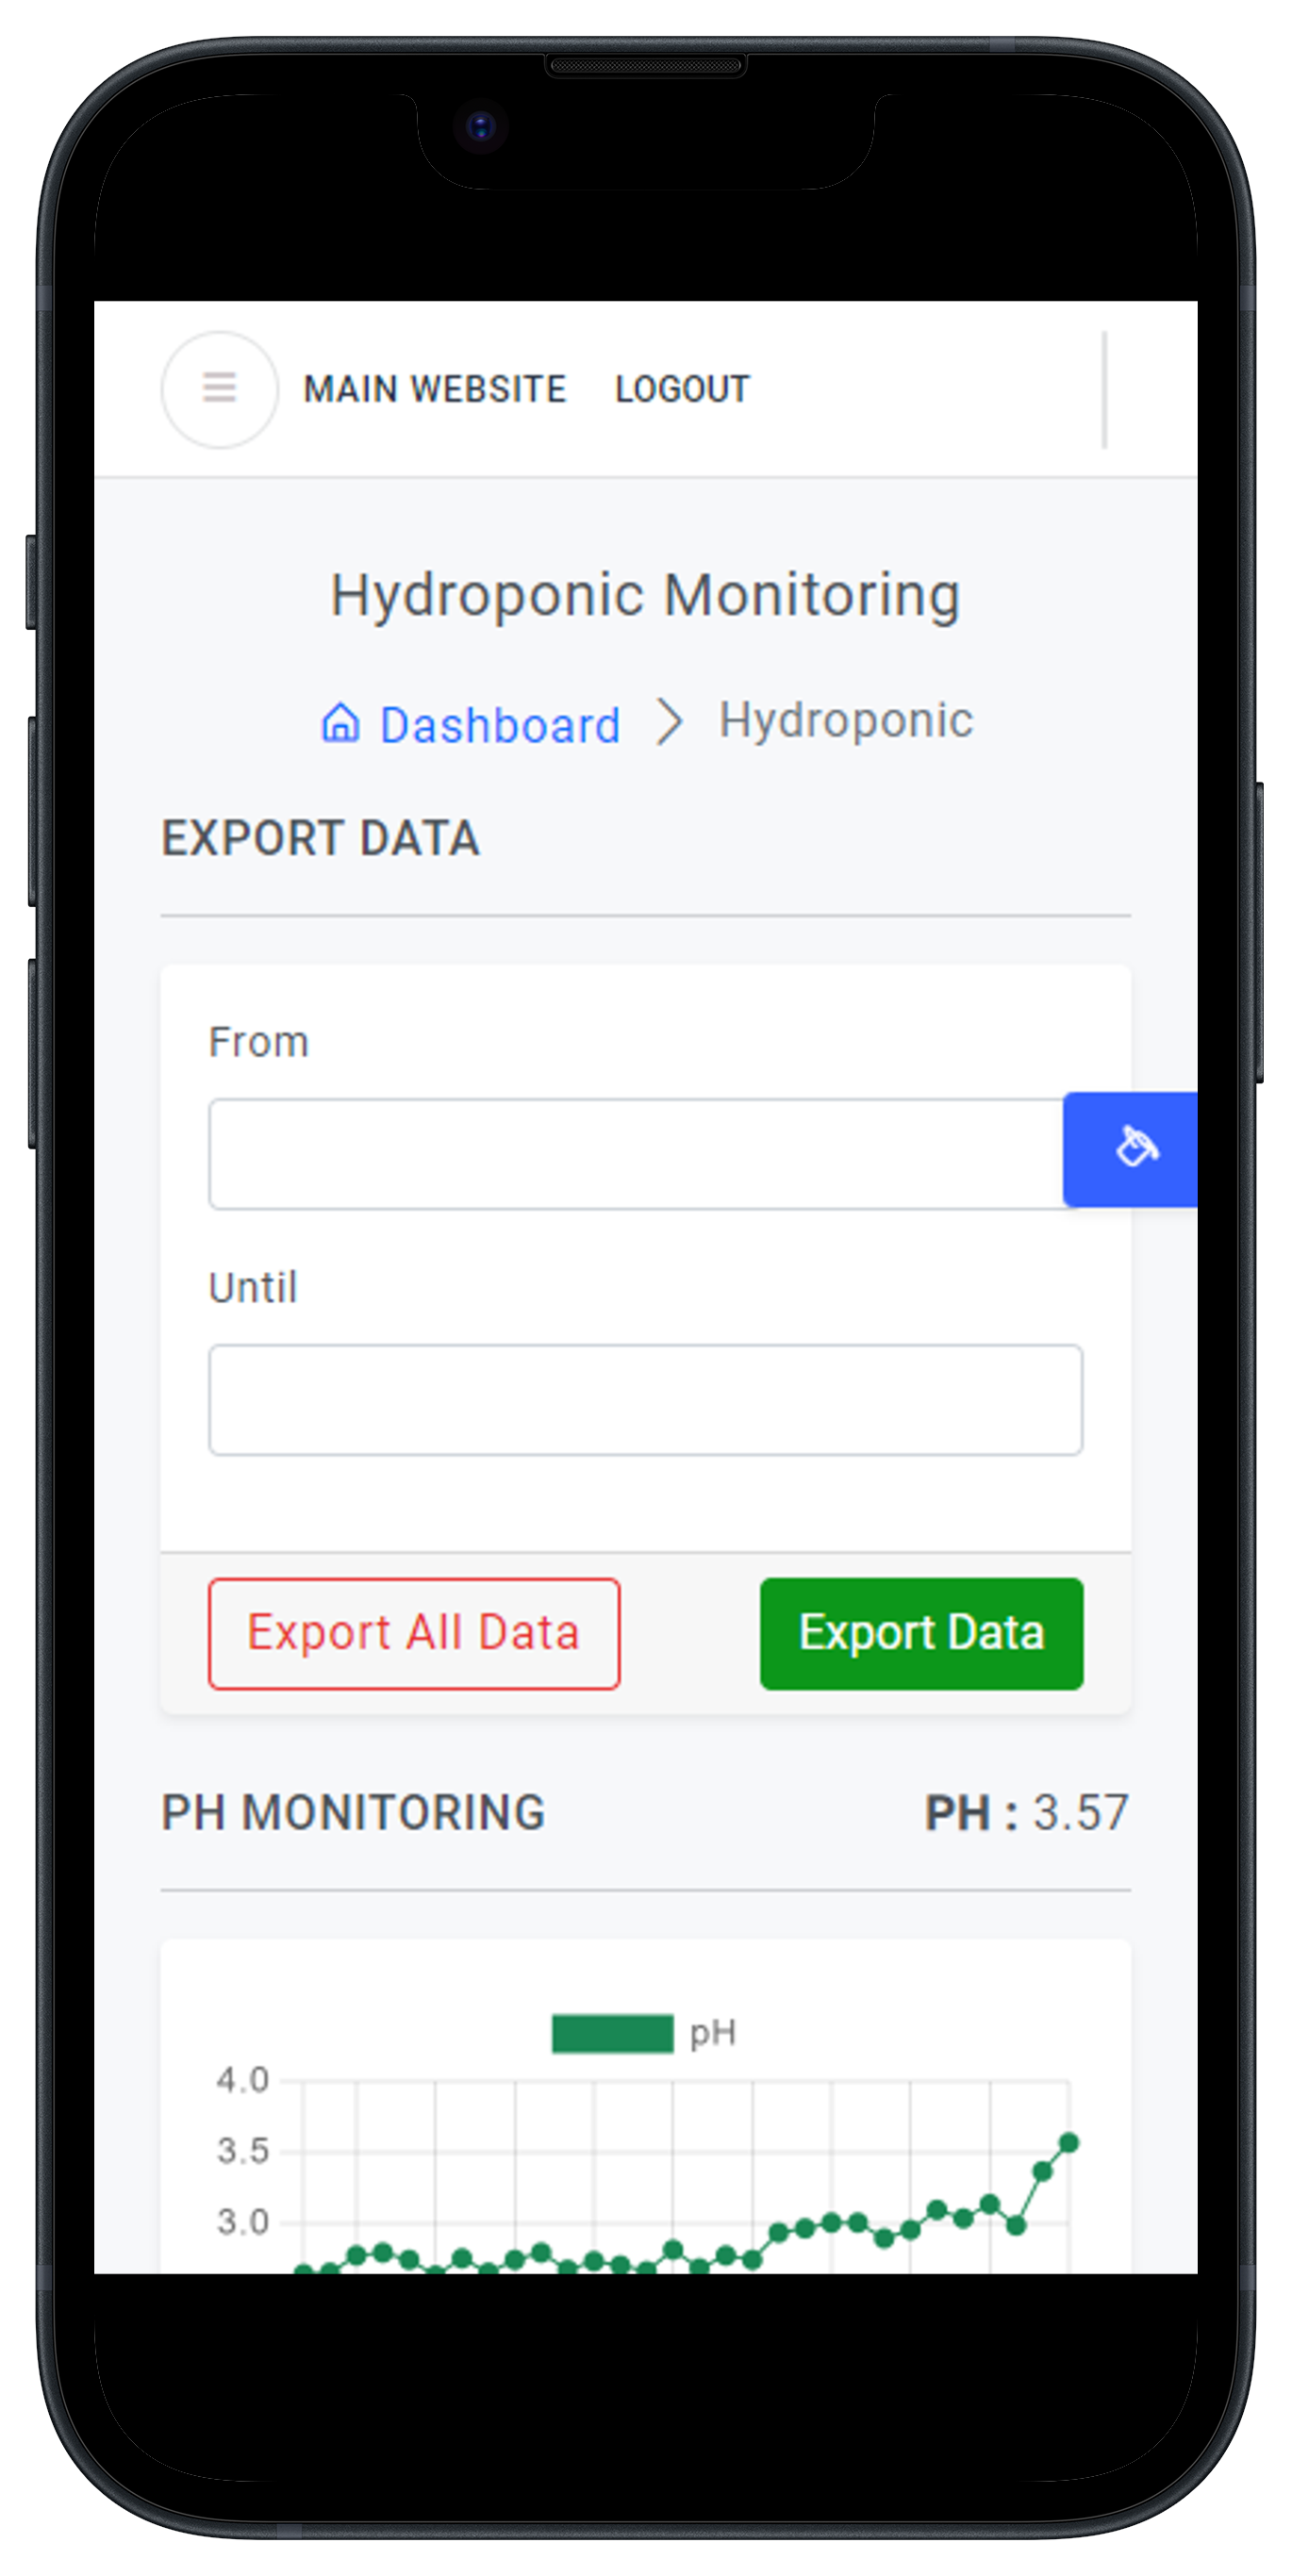 MAIN WEBSITE LOGOUT
Hydroponic Monitoring
Dashboard Hydroponic
EXPORT DATA
From
Until
Export All Data Export Data
PH MONITORING PH : 3.57
pH
4.0
3.5
3.0